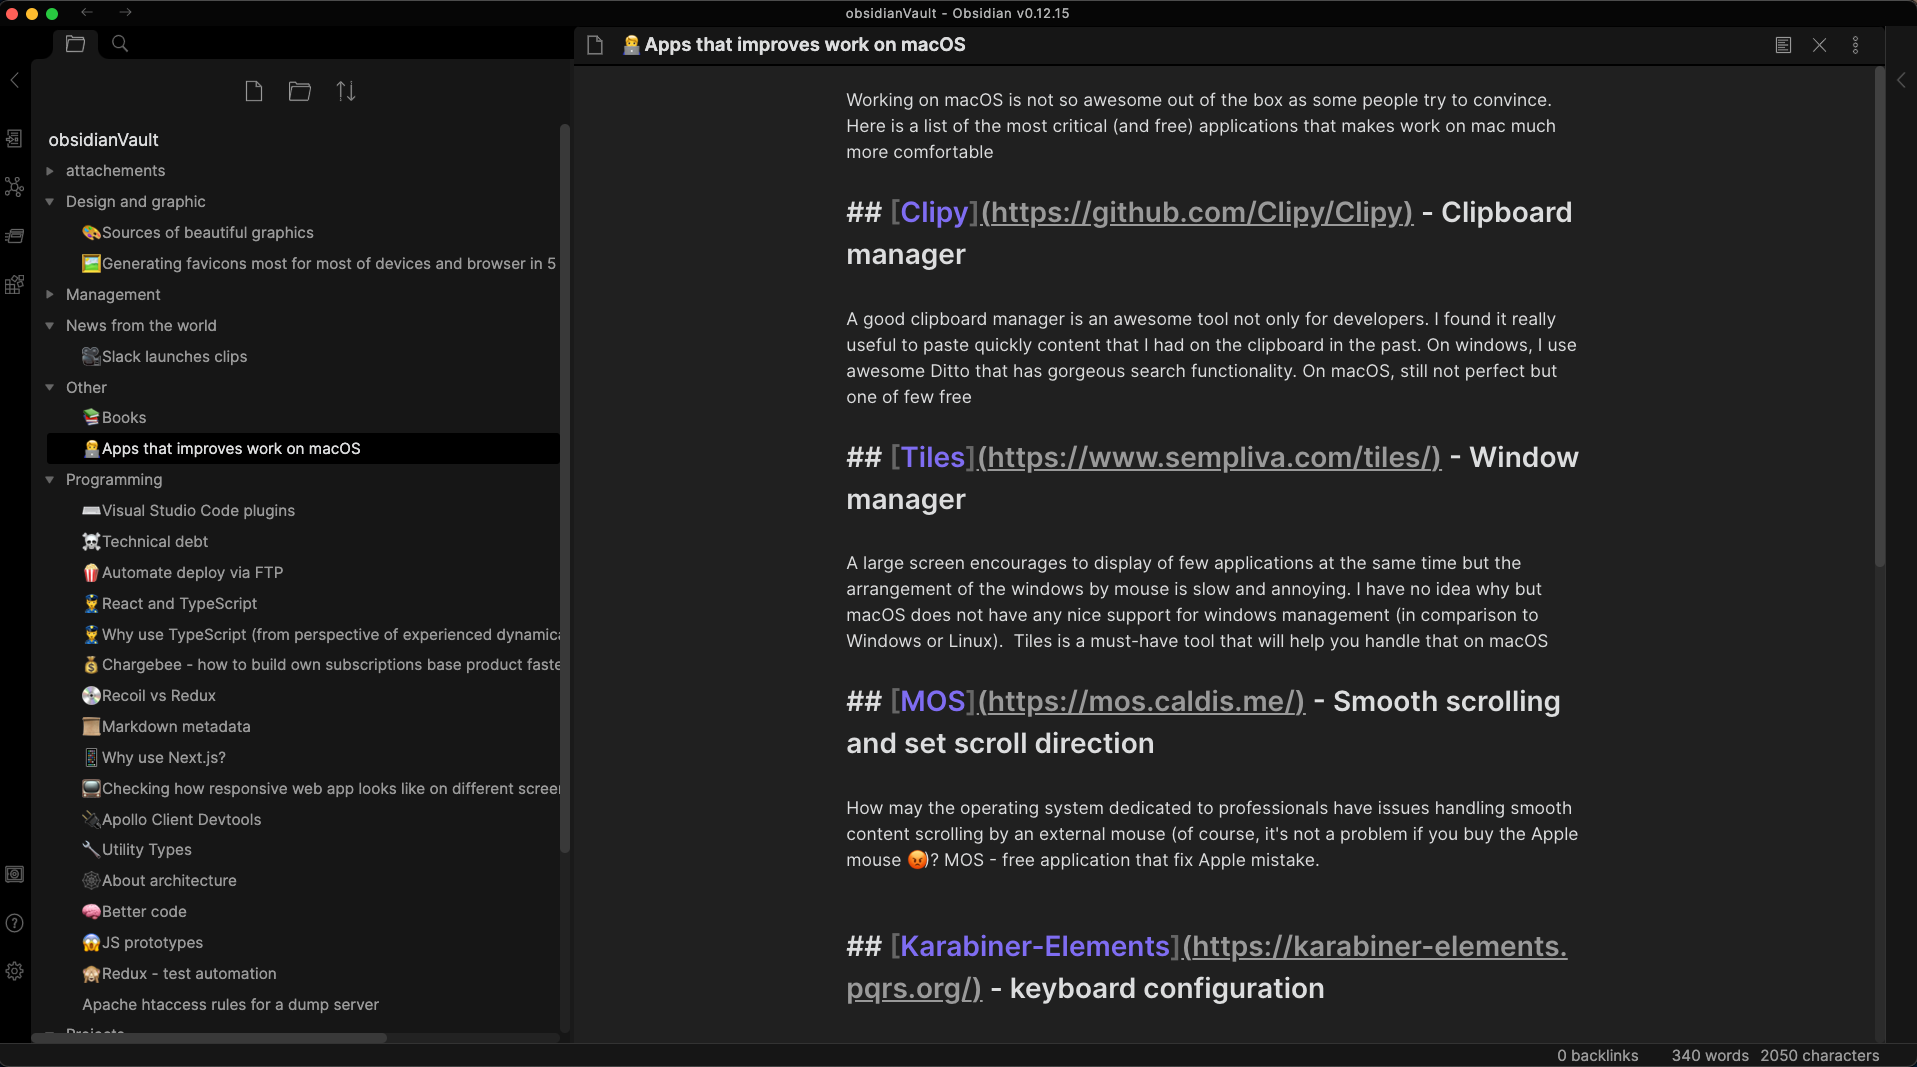 obsidianVault - Obsidian v0.12.15
Apps that improves work on macOS
obsidianVault
attachements
Design and graphic
Sources of beautiful graphics
Generating favicons most for most of devices and browser in 5
Management
News from the world
Slack launches clips
Other
Books
Apps that improves work on macOS
Programming
Visual Studio Code plugins
Technical debt
Automate deploy via FTP
React and TypeScript
Why use TypeScript (from perspective of experienced dynamica
Chargebee - how to build own subscriptions base product faste
Recoil vs Redux
Markdown metadata
Why use Next.js?
Checking how responsive web app looks like on different scree
Apollo Client Devtools
Utility Types
About architecture
Better code
JS prototypes
Redux - test automation
Apache htaccess rules for a dump server
Projects
Working on macOS is not so awesome out of the box as some people try to convince.
Here is a list of the most critical (and free) applications that makes work on mac much
more comfortable
## [Clipy](https://github.com/Clipy/Clipy) - Clipboard
manager
A good clipboard manager is an awesome tool not only for developers. I found it really
useful to paste quickly content that I had on the clipboard in the past. On windows, I use
awesome Ditto that has gorgeous search functionality. On macOS, still not perfect but
one of few free
## [Tiles](https://www.sempliva.com/tiles/) - Window
manager
A large screen encourages to display of few applications at the same time but the
arrangement of the windows by mouse is slow and annoying. I have no idea why but
macOS does not have any nice support for windows management (in comparison to
Windows or Linux).  Tiles is a must-have tool that will help you handle that on macOS
## [MOS](https://mos.caldis.me/) - Smooth scrolling
and set scroll direction
How may the operating system dedicated to professionals have issues handling smooth
content scrolling by an external mouse (of course, it's not a problem if you buy the Apple
mouse 😡)? MOS - free application that fix Apple mistake.
## [Karabiner-Elements](https://karabiner-elements.
pqrs.org/) - keyboard configuration
0 backlinks 340 words 2050 characters